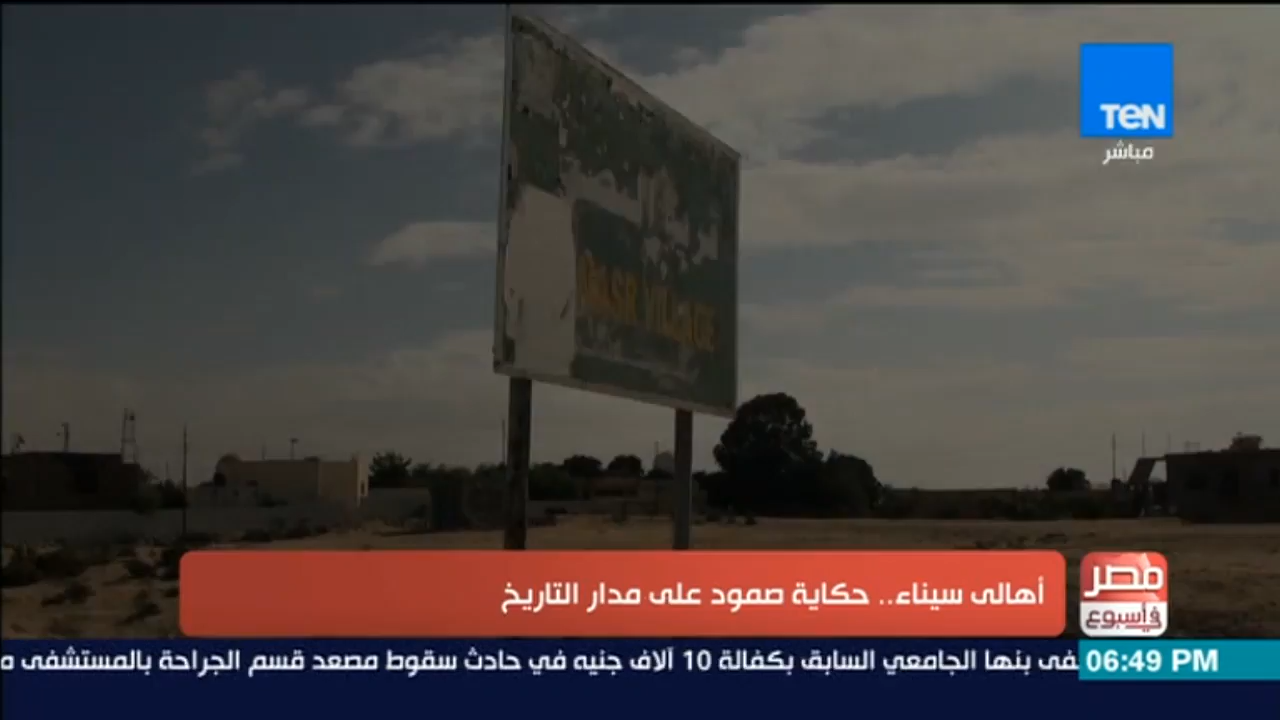 TEN
مباشر
QASR VILLAGE
أهالى سيناء.. حكاية صمود على مدار التاريخ
مصر
في أسبوع
فى بنها الجامعي السابق بكفالة 10 آلاف جنيه في حادث سقوط مصعد قسم الجراحة بالمستشفى
06:49 PM